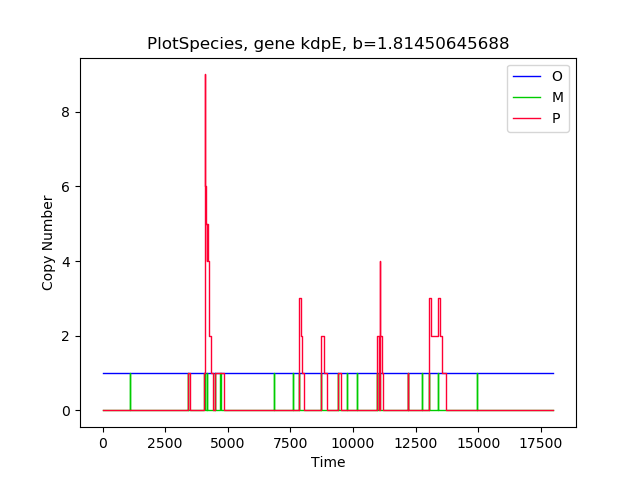 PlotSpecies, gene kdpE, b=1.81450645688
O
M
P
Copy Number
8
6
4
2
0
0 2500 5000 7500 10000 12500 15000 17500
Time